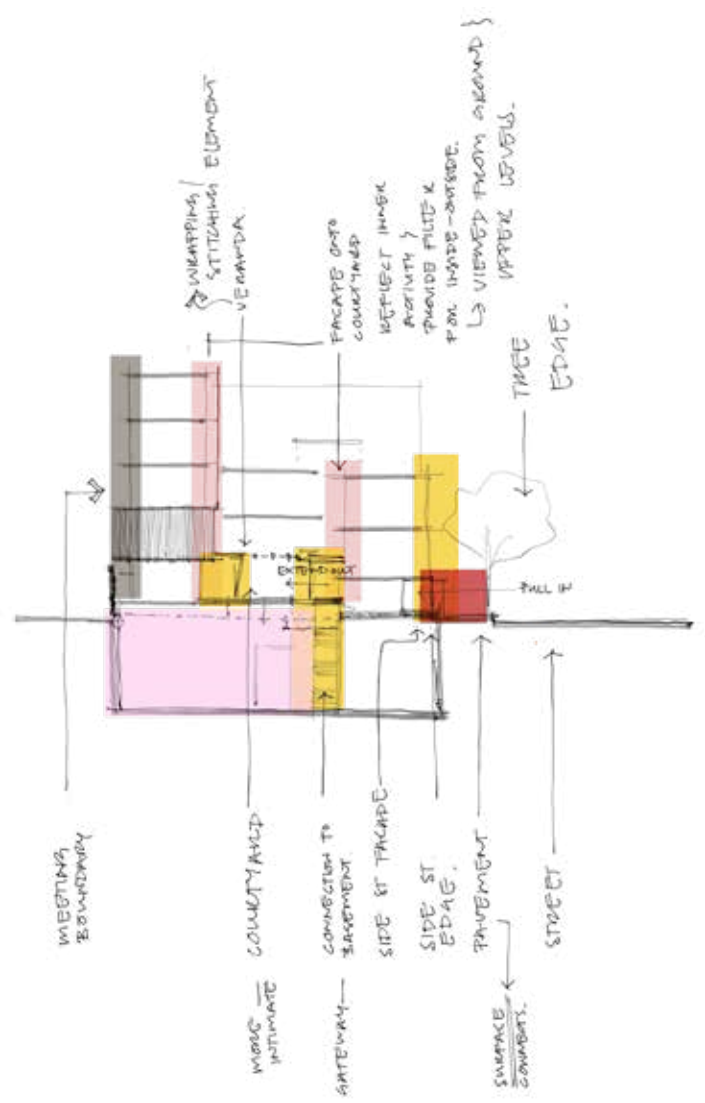 WRAPPING/
STITCHING ELEMENT
VERANDA.
FACADE ONTO
COURTYARD
REFLECT INNER
ACTIVITY }
PROVIDE FILTER
FOR INSIDE-OUTSIDE.
↳ VIEWED FROM GROUND }
UPPER LEVELS.
TREE
EDGE.
EXTEND OUT
PULL IN
MEETING
BOUNDARY
COURTYARD
MORE
INTIMATE
CONNECTION TO
BASEMENT.
GATEWAY
SIDE ST FACADE
SIDE ST.
EDGE.
PAVEMENT
SURFACE
STREET